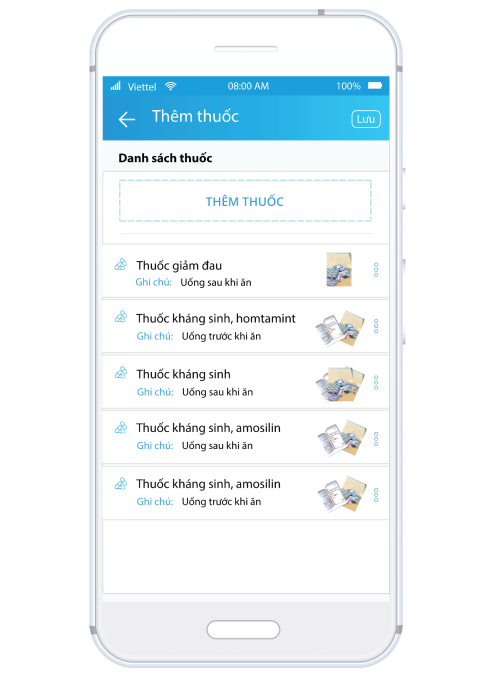 Viettel 08:00 AM 100%
Thêm thuốc Lưu
Danh sách thuốc
THÊM THUỐC
Thuốc giảm đau
Ghi chú: Uống sau khi ăn
Thuốc kháng sinh, homtamint
Ghi chú: Uống trước khi ăn
Thuốc kháng sinh
Ghi chú: Uống sau khi ăn
Thuốc kháng sinh, amosilin
Ghi chú: Uống sau khi ăn
Thuốc kháng sinh, amosilin
Ghi chú: Uống trước khi ăn